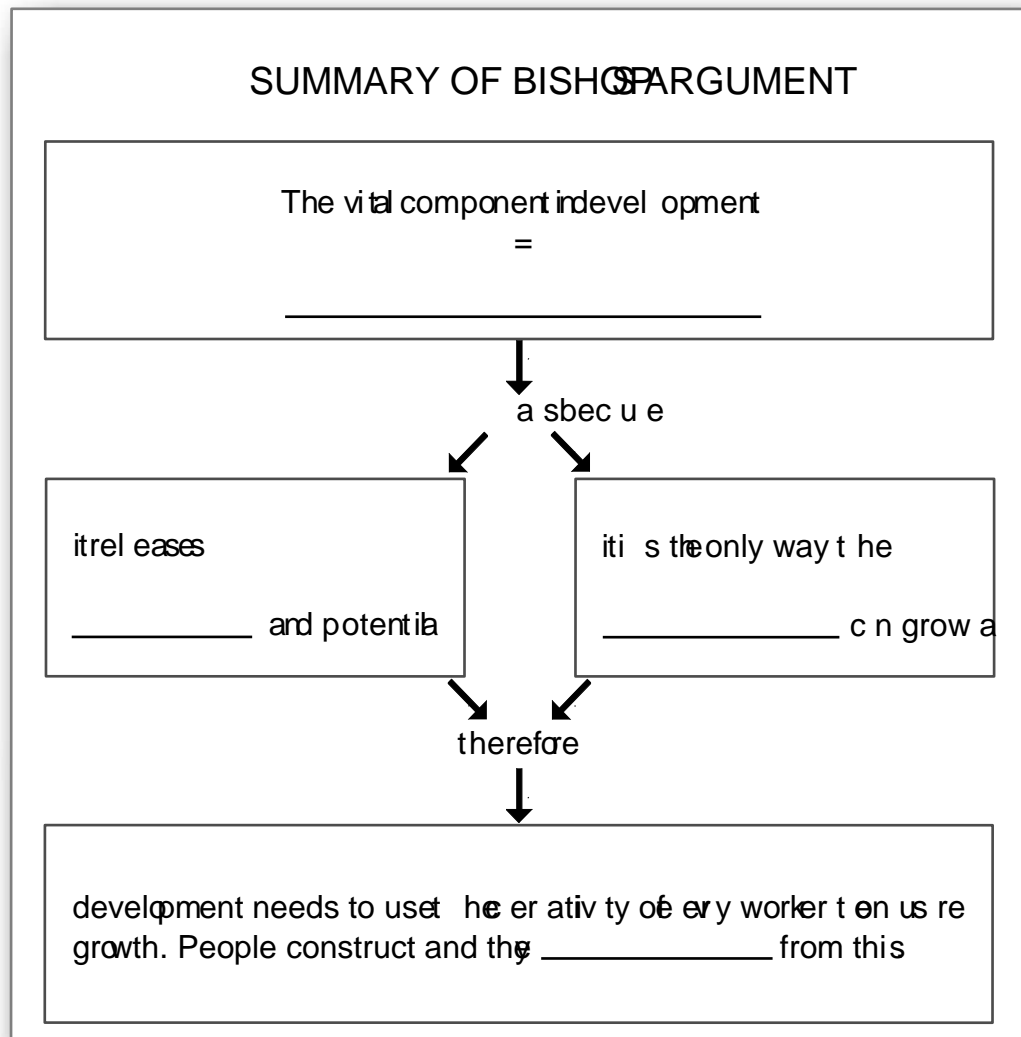 SUMMARY OF BISHOP'S ARGUMENT
The vital component in development
=
because
it releases
and potential
it is the only way the
can grow
therefore
development needs to use the creativity of every worker to ensure
growth. People construct and they
from this